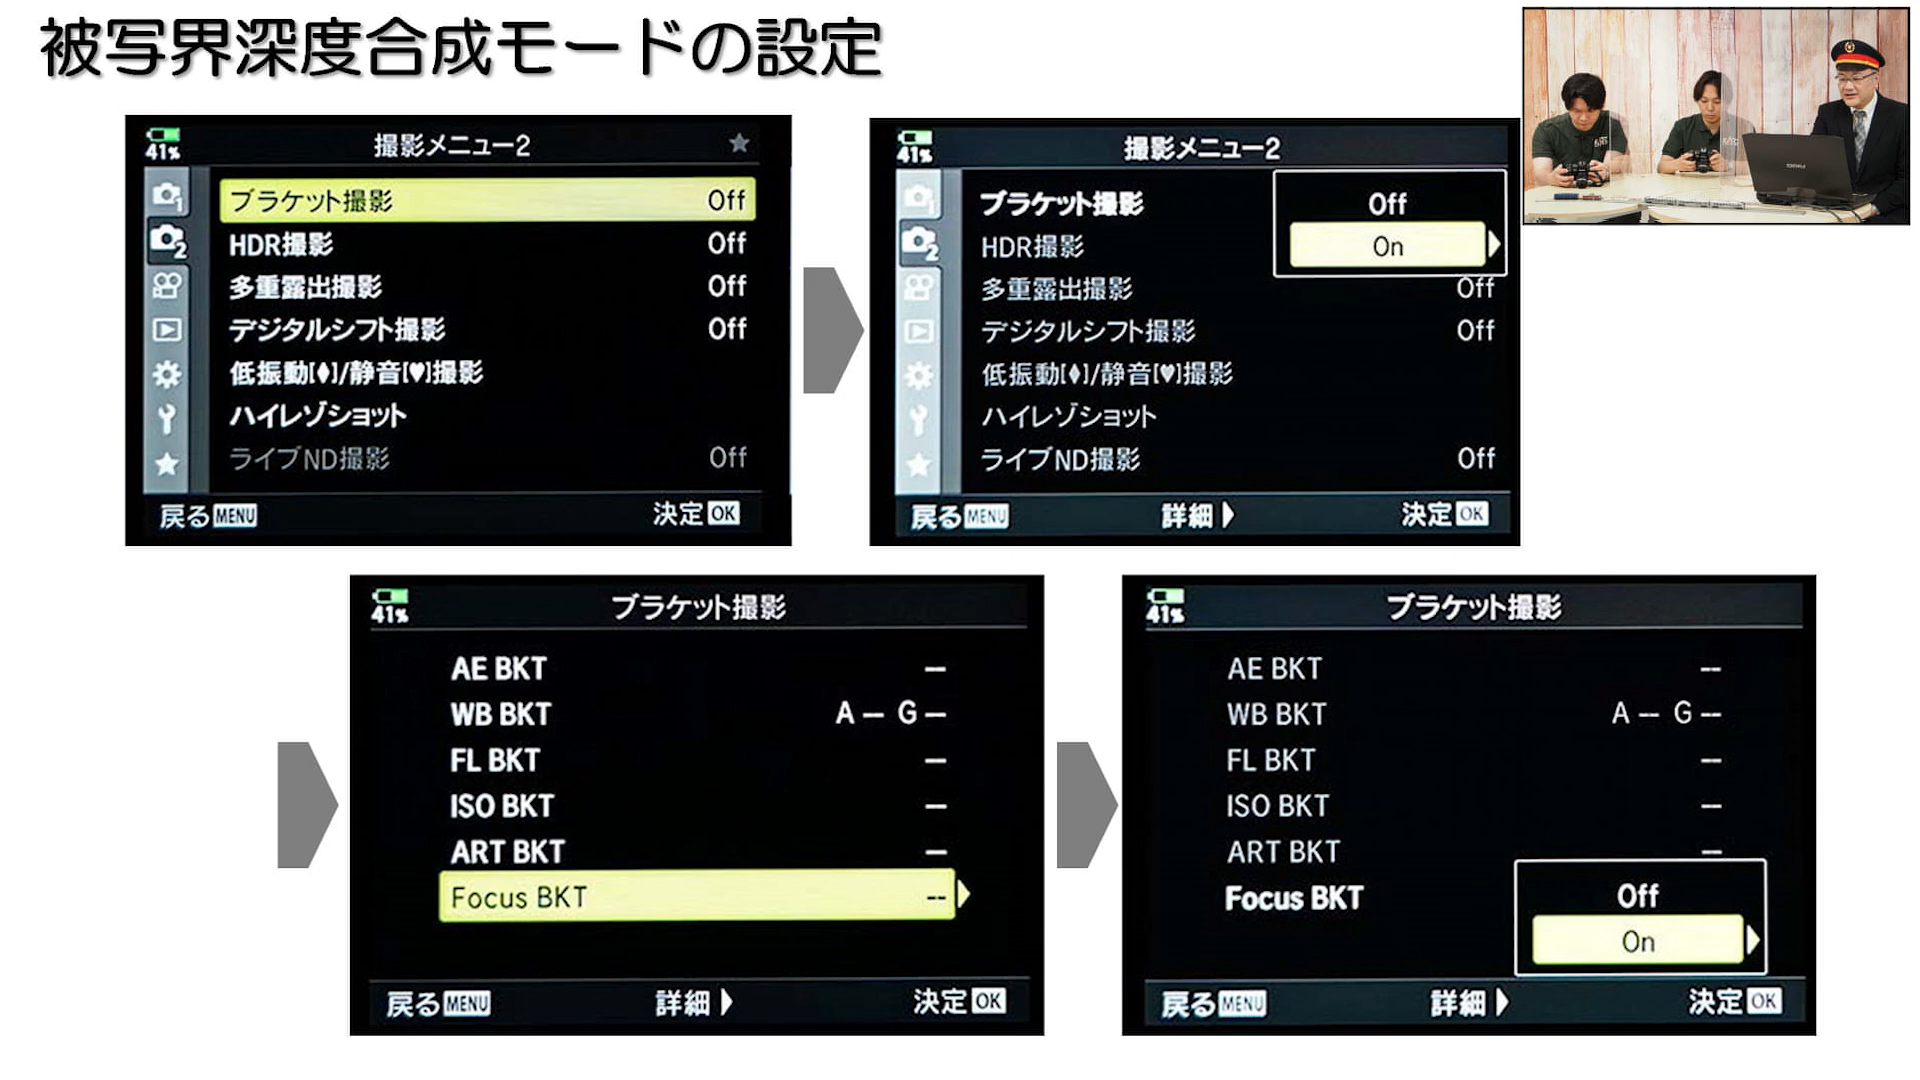 被写界深度合成モードの設定
41%
撮影メニュー2
ブラケット撮影 Off
HDR撮影 Off
多重露出撮影 Off
デジタルシフト撮影 Off
低振動[♦]/静音[♥]撮影
ハイレゾショット
ライブND撮影 Off
戻る MENU 決定 OK
41%
撮影メニュー2
ブラケット撮影 Off
HDR撮影 On
多重露出撮影 Off
デジタルシフト撮影 Off
低振動[♦]/静音[♥]撮影
ハイレゾショット
ライブND撮影 Off
戻る MENU 詳細 決定 OK
41%
ブラケット撮影
AE BKT --
WB BKT A -- G --
FL BKT --
ISO BKT --
ART BKT --
Focus BKT --
戻る MENU 詳細 決定 OK
41%
ブラケット撮影
AE BKT --
WB BKT A -- G --
FL BKT --
ISO BKT --
ART BKT --
Focus BKT Off
On
戻る MENU 詳細 決定 OK